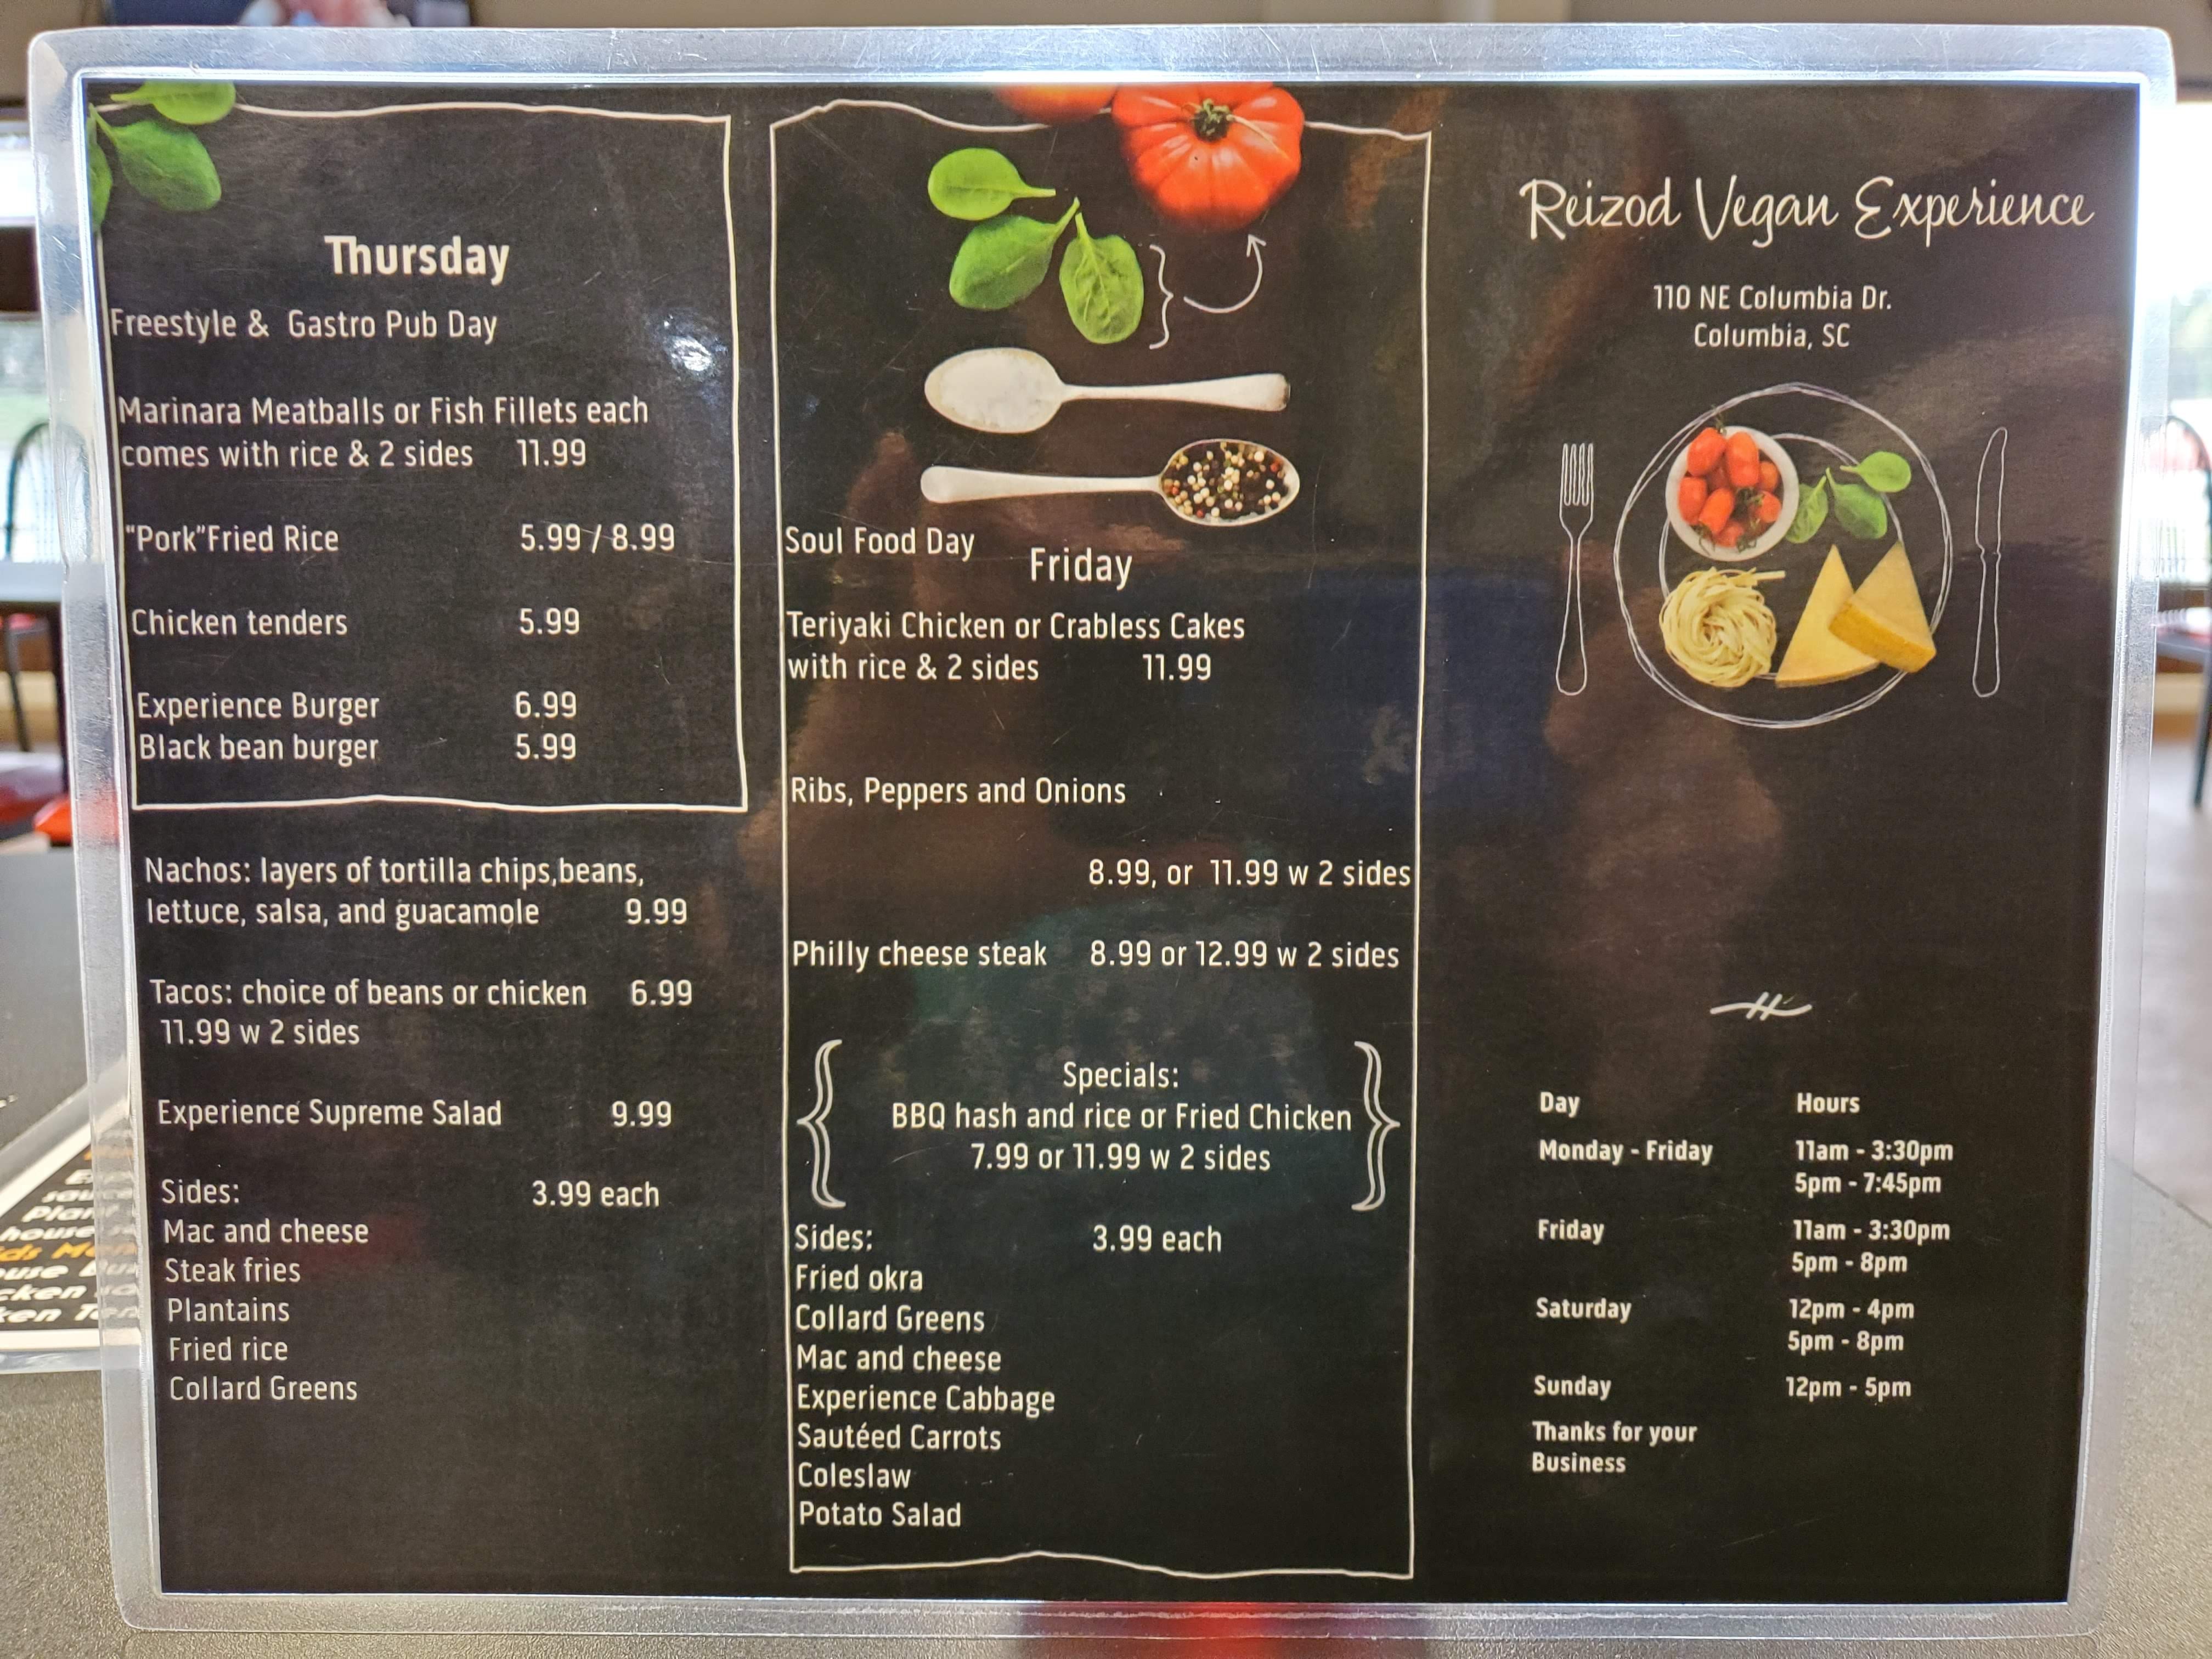 Thursday
Freestyle & Gastro Pub Day
Marinara Meatballs or Fish Fillets each
comes with rice & 2 sides 11.99
"Pork"Fried Rice 5.99 / 8.99
Chicken tenders 5.99
Experience Burger 6.99
Black bean burger 5.99
Nachos: layers of tortilla chips,beans,
lettuce, salsa, and guacamole 9.99
Tacos: choice of beans or chicken 6.99
11.99 w 2 sides
Experience Supreme Salad 9.99
Sides: 3.99 each
Mac and cheese
Steak fries
Plantains
Fried rice
Collard Greens
Soul Food Day
Friday
Teriyaki Chicken or Crabless Cakes
with rice & 2 sides 11.99
Ribs, Peppers and Onions
8.99, or 11.99 w 2 sides
Philly cheese steak 8.99 or 12.99 w 2 sides
Specials:
BBQ hash and rice or Fried Chicken
7.99 or 11.99 w 2 sides
Sides: 3.99 each
Fried okra
Collard Greens
Mac and cheese
Experience Cabbage
Sautéed Carrots
Coleslaw
Potato Salad
Reizod Vegan Experience
110 NE Columbia Dr.
Columbia, SC
Day Hours
Monday - Friday 11am - 3:30pm
5pm - 7:45pm
Friday 11am - 3:30pm
5pm - 8pm
Saturday 12pm - 4pm
5pm - 8pm
Sunday 12pm - 5pm
Thanks for your
Business